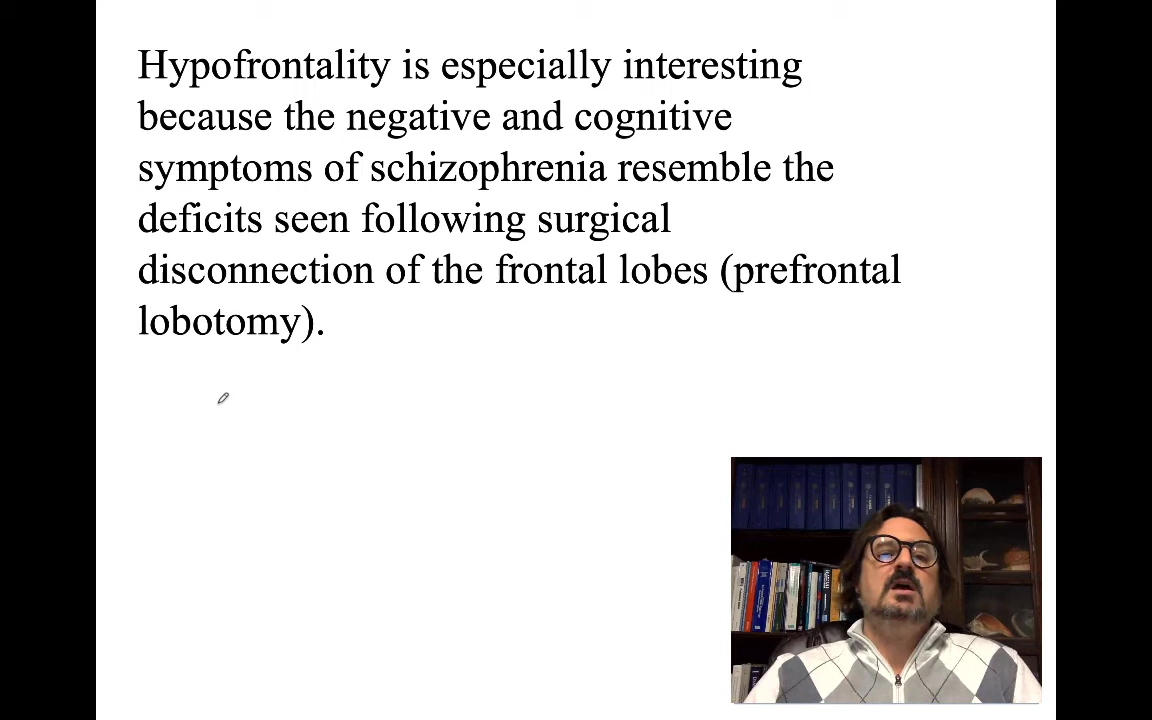 Hypofrontality is especially interesting
because the negative and cognitive
symptoms of schizophrenia resemble the
deficits seen following surgical
disconnection of the frontal lobes (prefrontal
lobotomy).